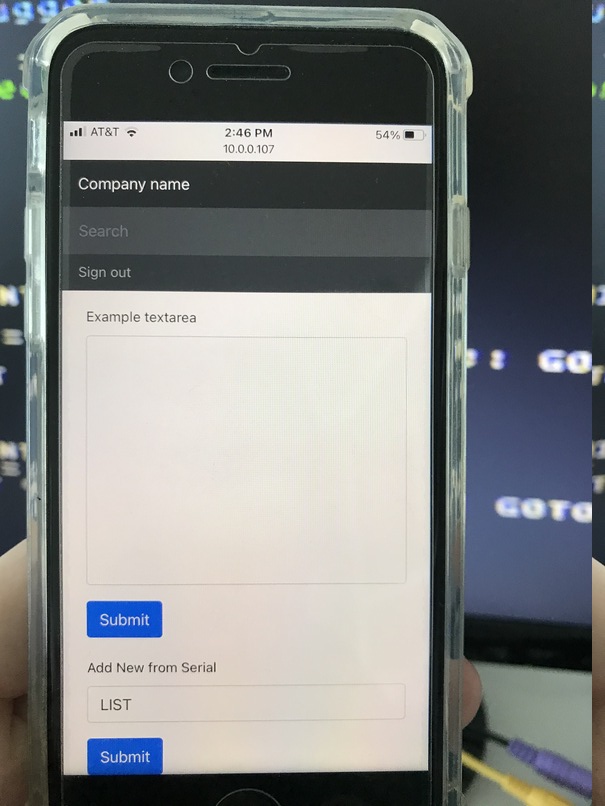 AT&T
2:46 PM
54%
10.0.0.107
Company name
Search
Sign out
Example textarea
Submit
Add New from Serial
LIST
Submit
GOTO